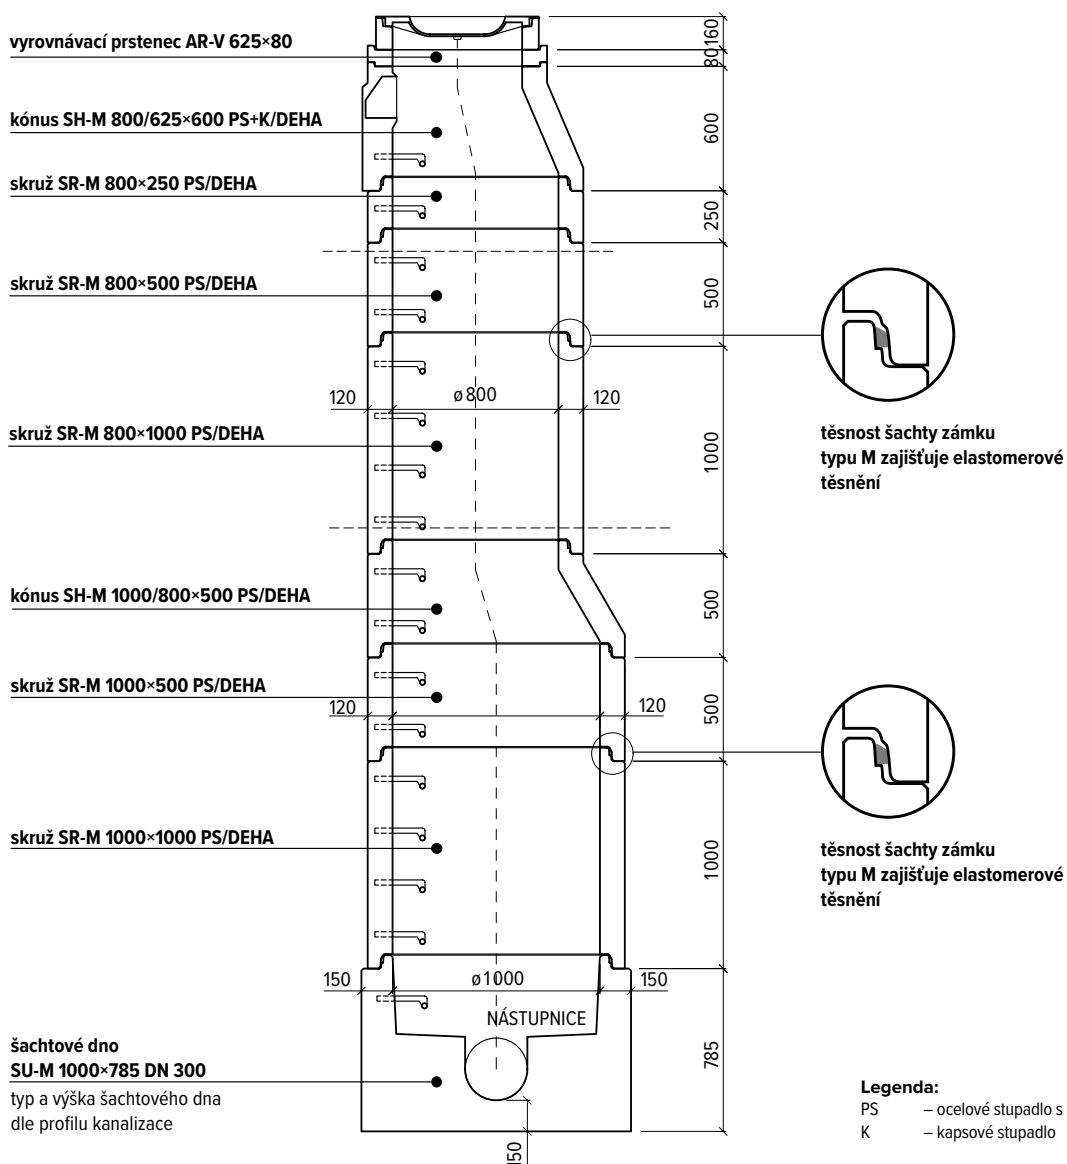 vyrovnávací prstenec AR-V 625×80
kónus SH-M 800/625×600 PS+K/DEHA
skruž SR-M 800×250 PS/DEHA
skruž SR-M 800×500 PS/DEHA
skruž SR-M 800×1000 PS/DEHA
kónus SH-M 1000/800×500 PS/DEHA
skruž SR-M 1000×500 PS/DEHA
skruž SR-M 1000×1000 PS/DEHA
šachtové dno
SU-M 1000×785 DN 300
typ a výška šachtového dna
dle profilu kanalizace
120
ø800
120
120
120
150
ø1000
150
NÁSTUPNICE
160
80
600
250
500
1000
500
500
1000
785
150
těsnost šachty zámku
typu M zajišťuje elastomerové
těsnění
těsnost šachty zámku
typu M zajišťuje elastomerové
těsnění
Legenda:
PS – ocelové stupadlo s
K – kapsové stupadlo